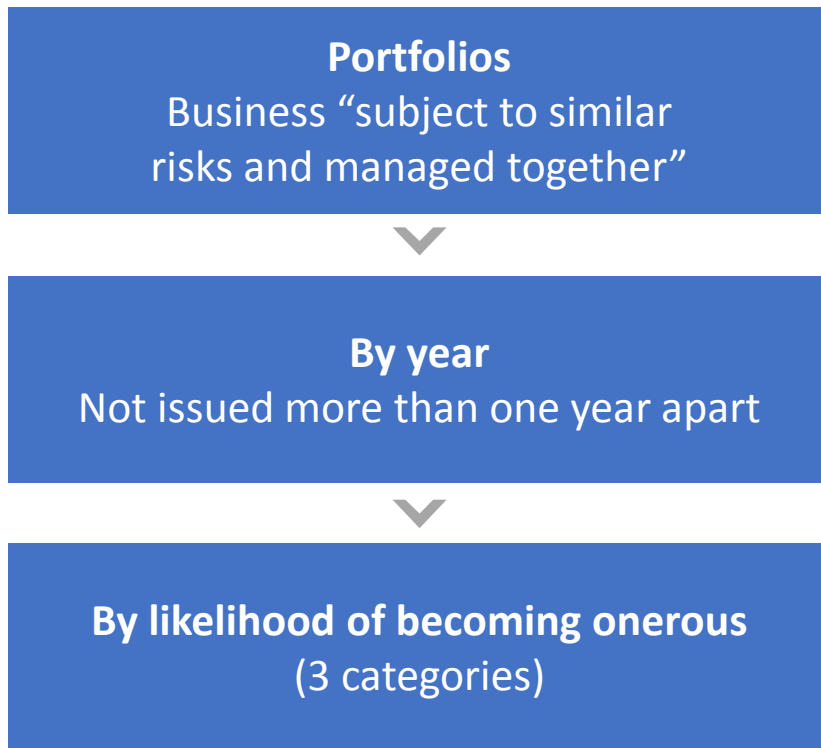 Portfolios
Business “subject to similar
risks and managed together”
By year
Not issued more than one year apart
By likelihood of becoming onerous
(3 categories)